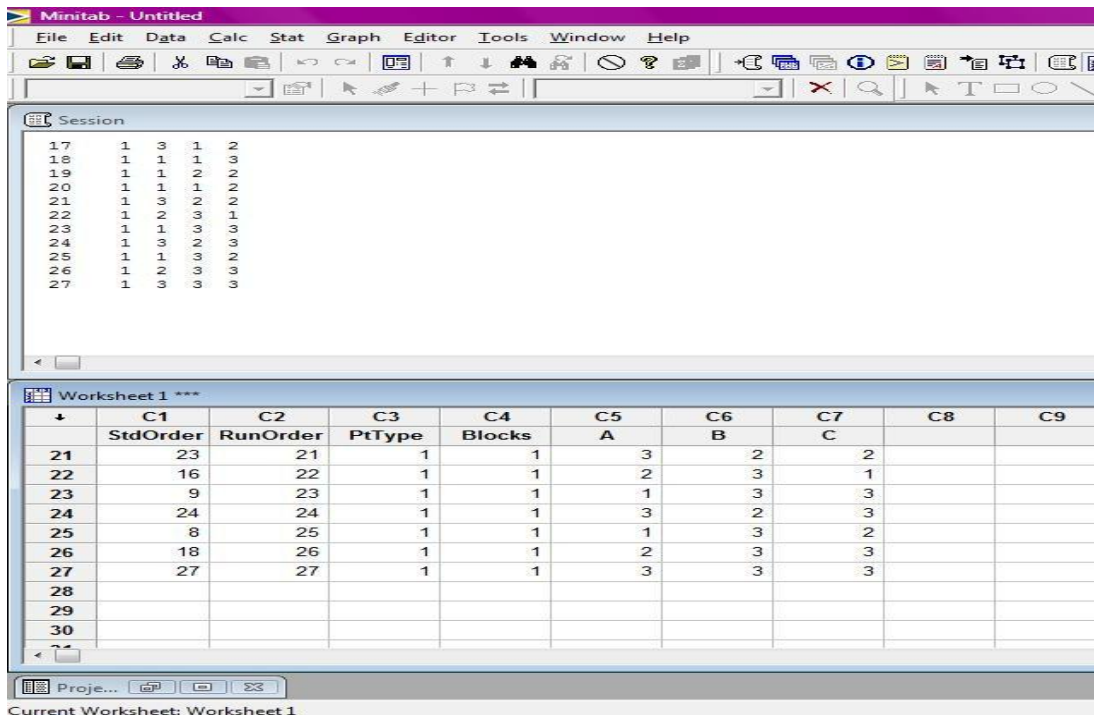 Minitab - Untitled
File Edit Data Calc Stat Graph Editor Tools Window Help
Session
17 1 3 1 2
18 1 1 1 3
19 1 1 2 2
20 1 1 1 2
21 1 3 2 2
22 1 2 3 1
23 1 1 3 3
24 1 3 2 3
25 1 1 3 2
26 1 2 3 3
27 1 3 3 3
Worksheet 1 ***
C1 C2 C3 C4 C5 C6 C7 C8 C9
StdOrder RunOrder PtType Blocks A B C
21 23 21 1 1 3 2 2
22 16 22 1 1 2 3 1
23 9 23 1 1 1 3 3
24 24 24 1 1 3 2 3
25 8 25 1 1 1 3 2
26 18 26 1 1 2 3 3
27 27 27 1 1 3 3 3
28
29
30
Proje...
Current Worksheet: Worksheet 1